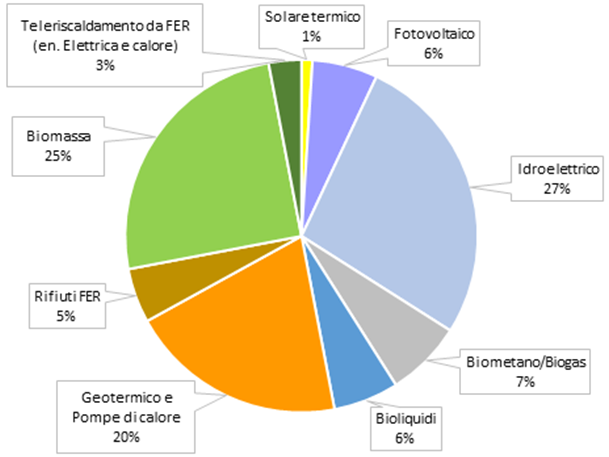 Teleriscaldamento da FER
(en. Elettrica e calore)
3%
Solare termico
1%
Fotovoltaico
6%
Biomassa
25%
Idroelettrico
27%
Rifiuti FER
5%
Biometano/Biogas
7%
Geotermico e
Pompe di calore
20%
Bioliquidi
6%